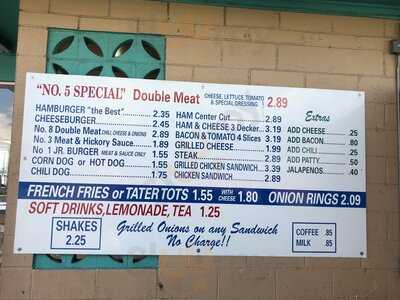 "NO. 5 SPECIAL" Double Meat CHEESE, LETTUCE TOMATO & SPECIAL DRESSING 2.89
HAMBURGER "the Best" 2.35
CHEESEBURGER 2.45
No. 8 Double Meat CHILI CHEESE & ONIONS 2.89
No. 3 Meat & Hickory Sauce 1.89
No 1 JR. BURGER MEAT & SAUCE ONLY 1.55
CORN DOG or HOT DOG 1.55
CHILI DOG 1.75
HAM Center Cut 2.89
HAM & CHEESE 3 Decker 3.19
BACON & TOMATO 4 Slices 3.19
GRILLED CHEESE 1.99
STEAK 2.89
GRILLED CHICKEN SANDWICH 3.39
CHICKEN SANDWICH 2.89
Extras
ADD CHEESE .25
ADD BACON .80
ADD CHILI .25
ADD PATTY .50
JALAPENOS .40
FRENCH FRIES or TATER TOTS 1.55 WITH CHEESE 1.80 ONION RINGS 2.09
SOFT DRINKS, LEMONADE, TEA 1.25
SHAKES
2.25
Grilled Onions on any Sandwich
No Charge!!
COFFEE .85
MILK .85